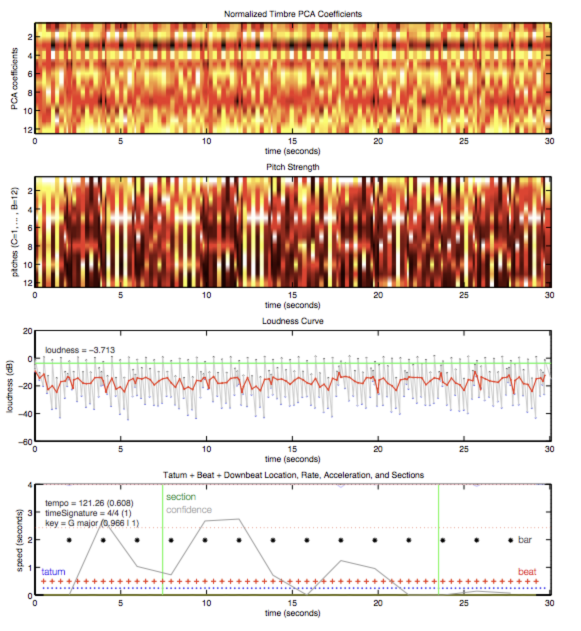 Normalized Timbre PCA Coefficients
PCA coefficients
2
4
6
8
10
12
0 5 10 15 20 25 30
time (seconds)
Pitch Strength
pitches (C=1, ... , B=12)
2
4
6
8
10
12
0 5 10 15 20 25 30
time (seconds)
Loudness Curve
loudness (dB)
20
0
−20
−40
−60
loudness = −3.713
0 5 10 15 20 25 30
time (seconds)
Tatum + Beat + Downbeat Location, Rate, Acceleration, and Sections
speed (seconds)
4
3
2
1
0
tempo = 121.26 (0.608)
timeSignature = 4/4 (1)
key = G major (0.966 | 1)
section
confidence
bar
tatum
beat
0 5 10 15 20 25 30
time (seconds)